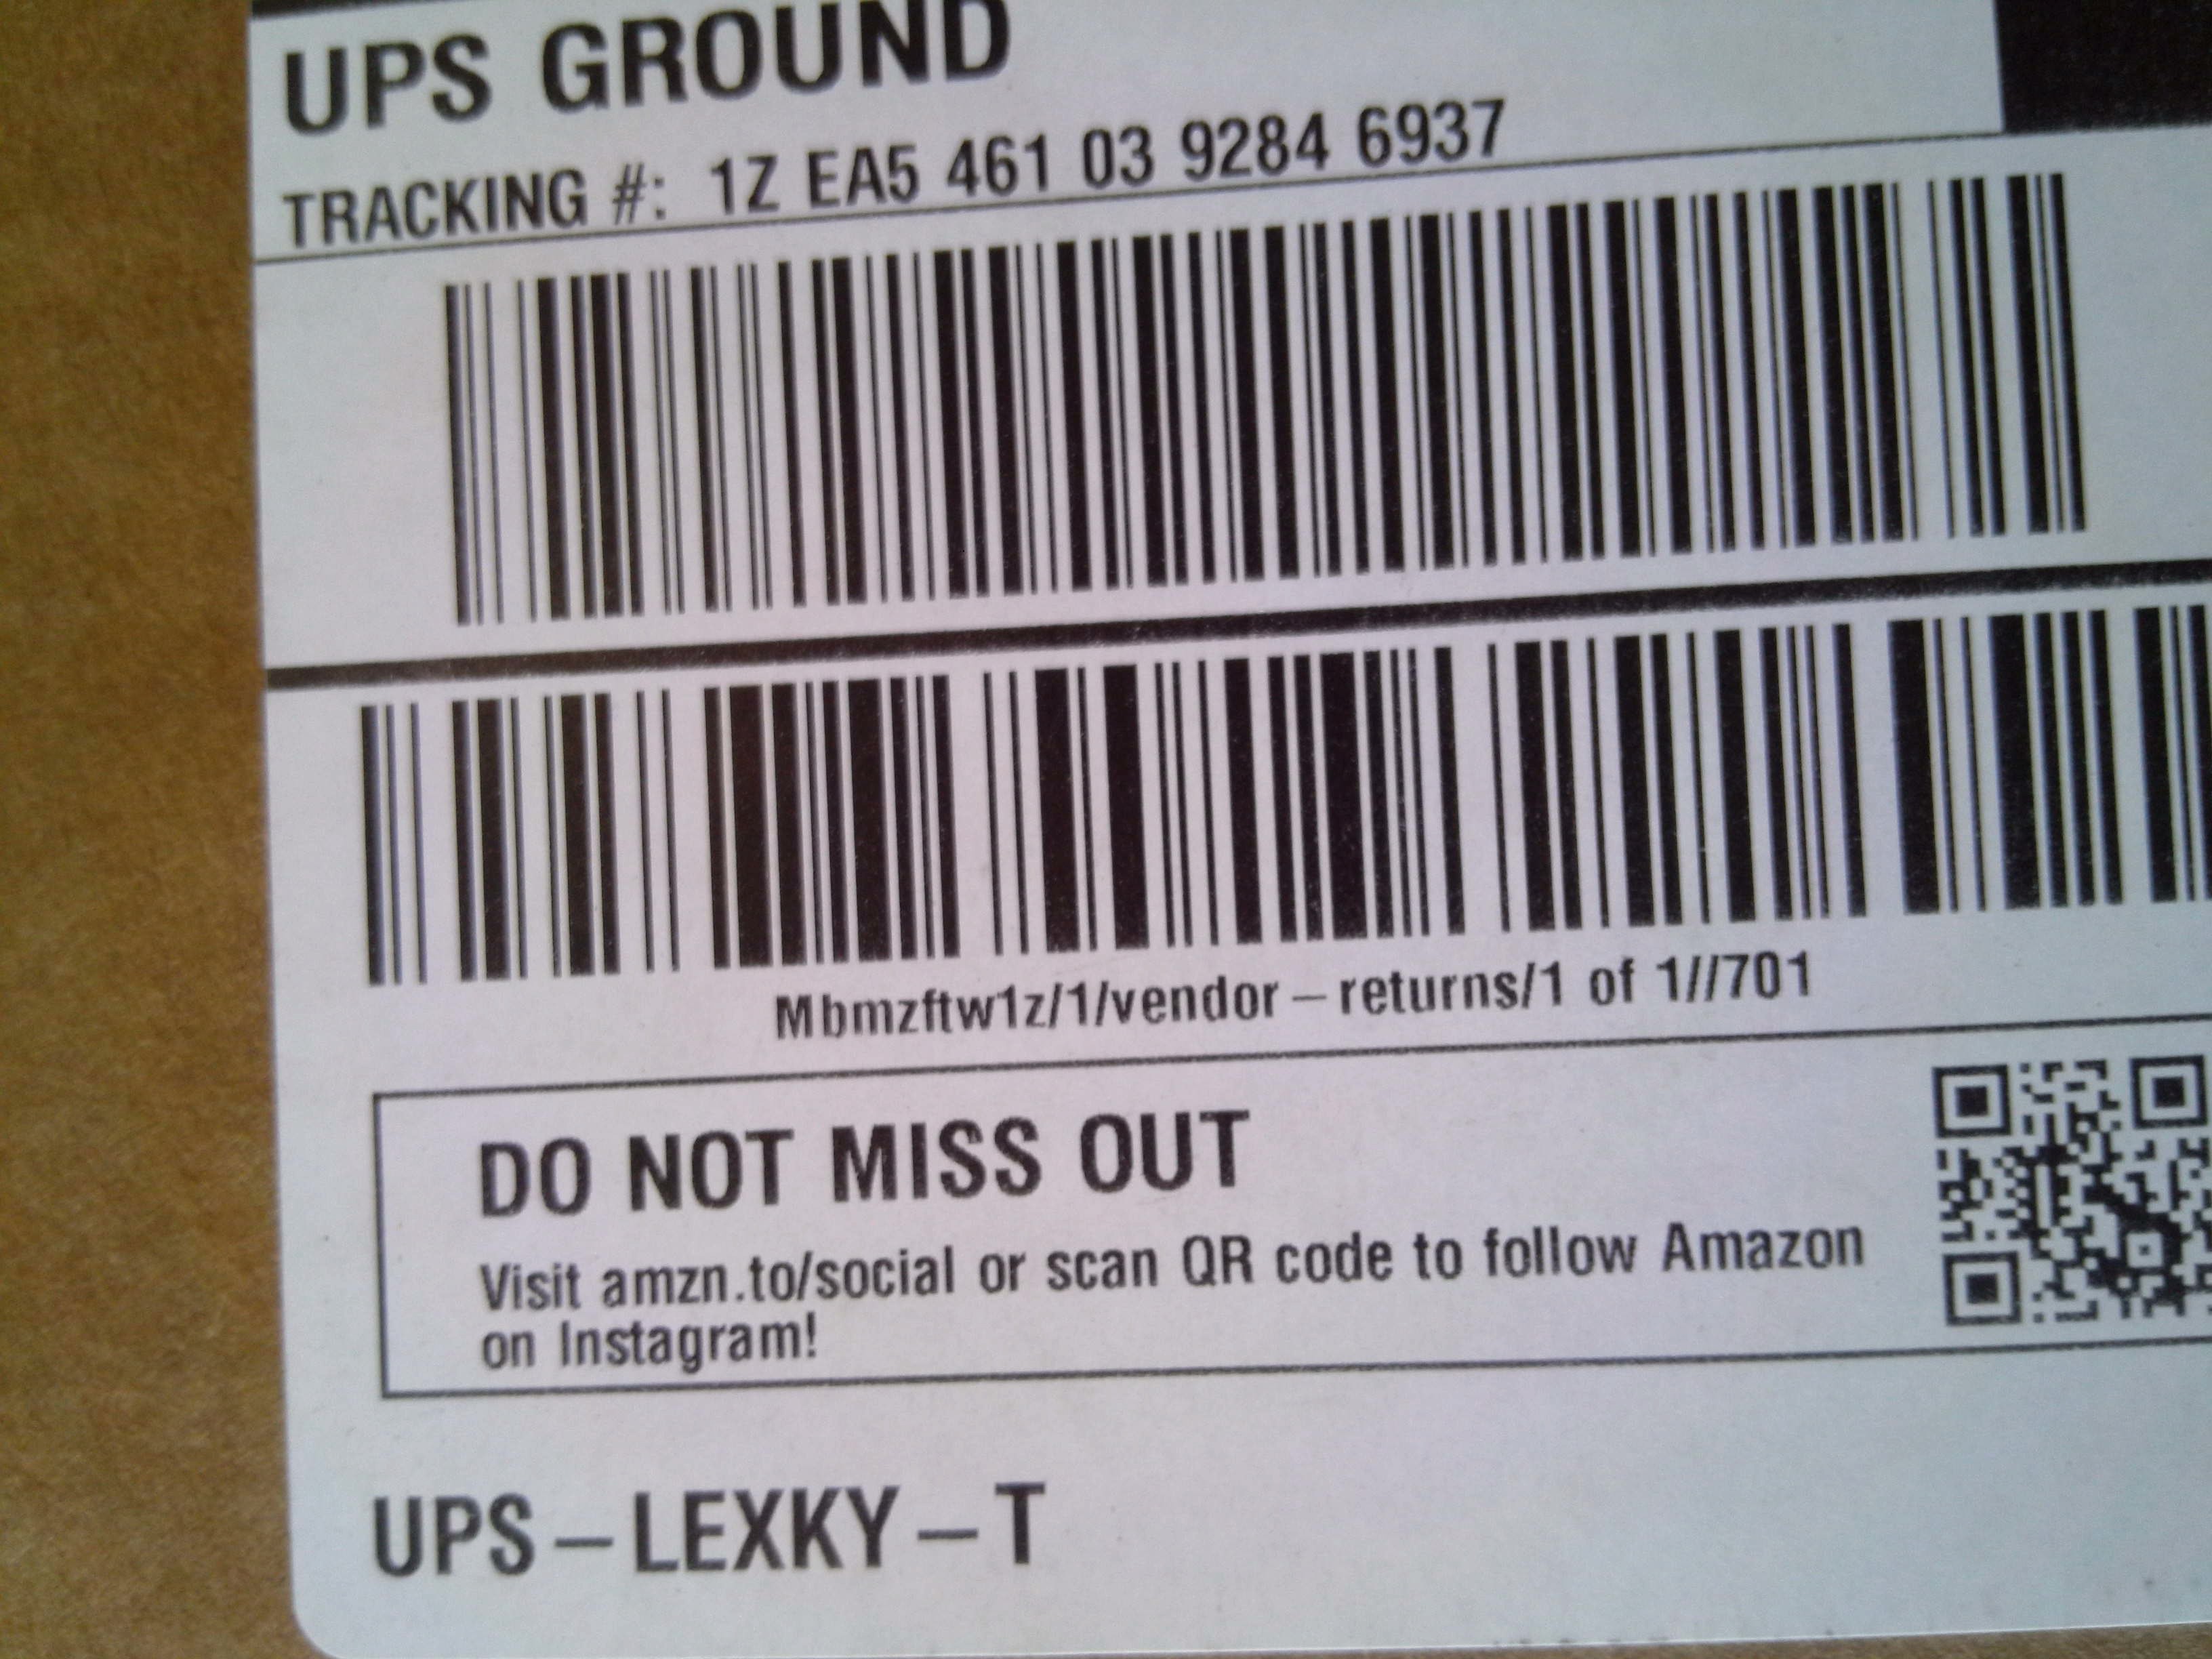 UPS GROUND
TRACKING #: 1Z EA5 461 03 9284 6937
Mbmzftw1z/1/vendor–returns/1 of 1//701
DO NOT MISS OUT
Visit amzn.to/social or scan QR code to follow Amazon
on Instagram!
UPS–LEXKY–T